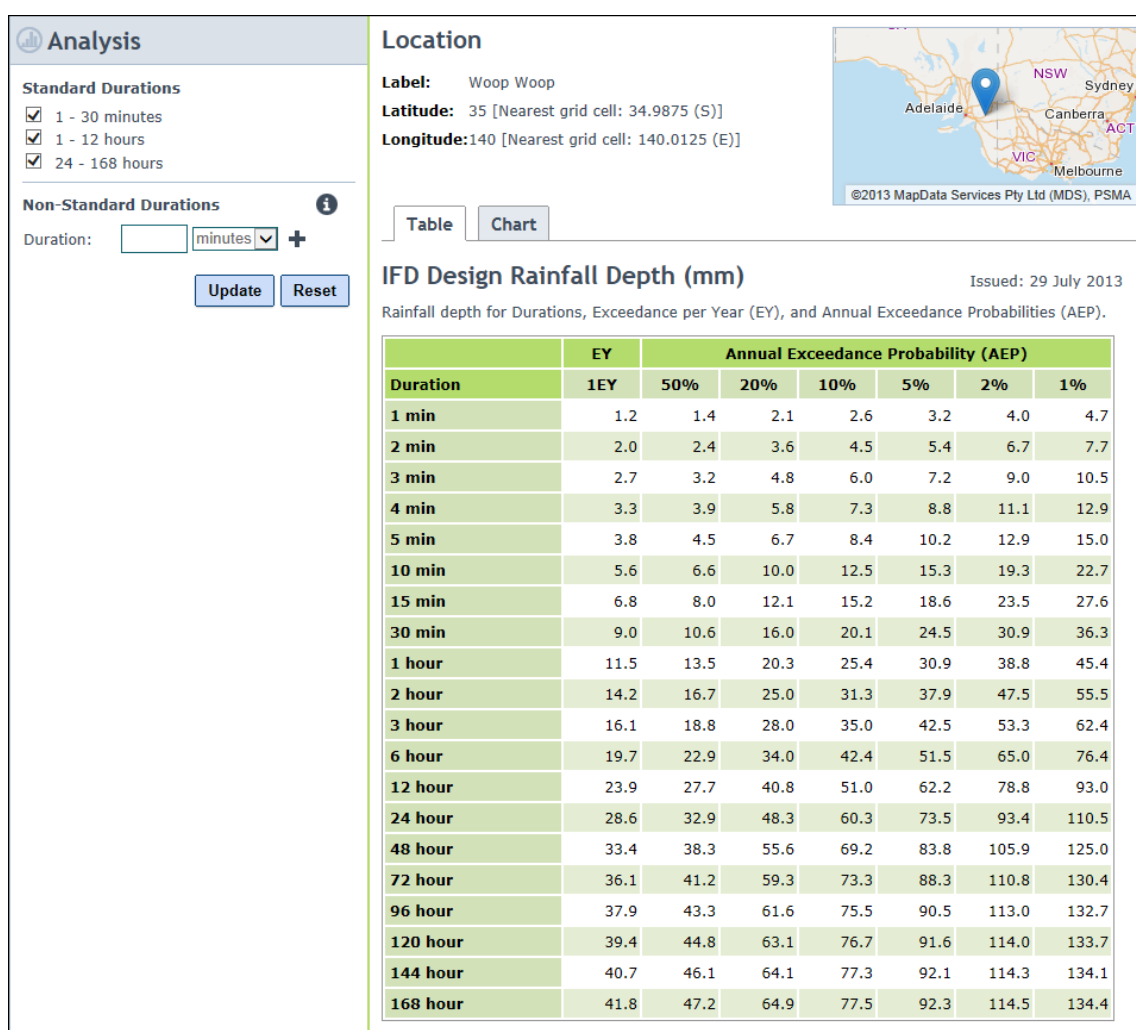 Analysis
Standard Durations
1 - 30 minutes
1 - 12 hours
24 - 168 hours
Non-Standard Durations
Duration: minutes
Update Reset
Location
Label: Woop Woop
Latitude: 35 [Nearest grid cell: 34.9875 (S)]
Longitude:140 [Nearest grid cell: 140.0125 (E)]
NSW
Sydney
Adelaide
Canberra
ACT
VIC
Melbourne
©2013 MapData Services Pty Ltd (MDS), PSMA
Table Chart
IFD Design Rainfall Depth (mm)
Issued: 29 July 2013
Rainfall depth for Durations, Exceedance per Year (EY), and Annual Exceedance Probabilities (AEP).
EY Annual Exceedance Probability (AEP)
Duration 1EY 50% 20% 10% 5% 2% 1%
1 min 1.2 1.4 2.1 2.6 3.2 4.0 4.7
2 min 2.0 2.4 3.6 4.5 5.4 6.7 7.7
3 min 2.7 3.2 4.8 6.0 7.2 9.0 10.5
4 min 3.3 3.9 5.8 7.3 8.8 11.1 12.9
5 min 3.8 4.5 6.7 8.4 10.2 12.9 15.0
10 min 5.6 6.6 10.0 12.5 15.3 19.3 22.7
15 min 6.8 8.0 12.1 15.2 18.6 23.5 27.6
30 min 9.0 10.6 16.0 20.1 24.5 30.9 36.3
1 hour 11.5 13.5 20.3 25.4 30.9 38.8 45.4
2 hour 14.2 16.7 25.0 31.3 37.9 47.5 55.5
3 hour 16.1 18.8 28.0 35.0 42.5 53.3 62.4
6 hour 19.7 22.9 34.0 42.4 51.5 65.0 76.4
12 hour 23.9 27.7 40.8 51.0 62.2 78.8 93.0
24 hour 28.6 32.9 48.3 60.3 73.5 93.4 110.5
48 hour 33.4 38.3 55.6 69.2 83.8 105.9 125.0
72 hour 36.1 41.2 59.3 73.3 88.3 110.8 130.4
96 hour 37.9 43.3 61.6 75.5 90.5 113.0 132.7
120 hour 39.4 44.8 63.1 76.7 91.6 114.0 133.7
144 hour 40.7 46.1 64.1 77.3 92.1 114.3 134.1
168 hour 41.8 47.2 64.9 77.5 92.3 114.5 134.4